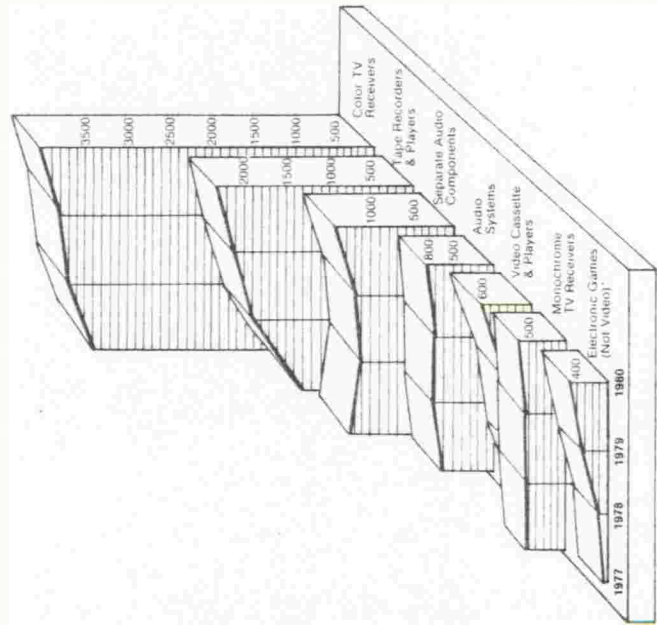 3500
3000
2500
2000
1500
1000
500
Color TV
Receivers
2000
1500
1000
500
Tape Recorders
& Players
1000
500
Separate Audio
Components
800
500
Audio
Systems
600
Video Cassette
& Players
500
Monochrome
TV Receivers
400
Electronic Games
(Not Video)*
1977
1978
1979
1980